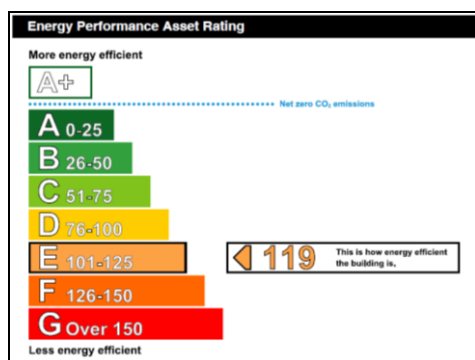 Energy Performance Asset Rating
More energy efficient
A+
Net zero CO₂ emissions
A 0-25
B 26-50
C 51-75
D 76-100
E 101-125
119
This is how energy efficient
the building is.
F 126-150
G Over 150
Less energy efficient